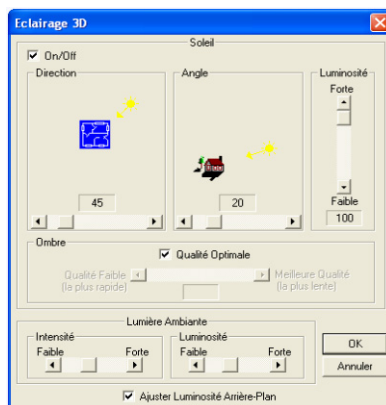 Eclairage 3D
Soleil
On/Off
Direction
Angle
Luminosité
Forte
45
20
Faible
100
Ombre
Qualité Optimale
Qualité Faible
(la plus rapide)
Meilleure Qualité
(la plus lente)
Lumière Ambiante
Intensité
Faible Forte
Luminosité
Faible Forte
OK
Annuler
Ajuster Luminosité Arrière-Plan